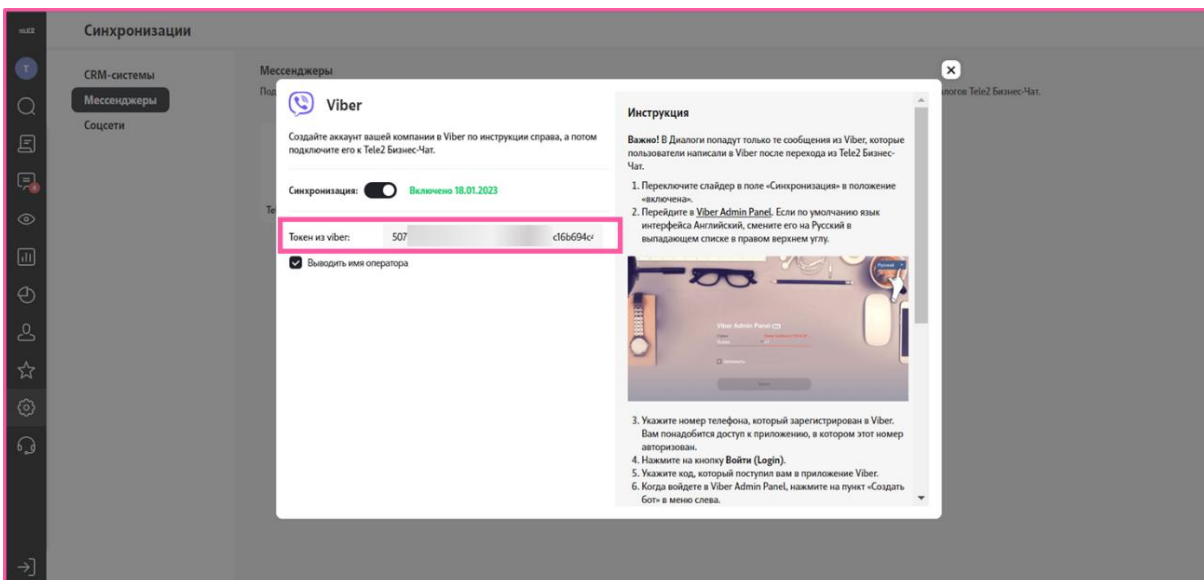 TELE2
Синхронизации
T
CRM-системы
Мессенджеры
Соцсети
Мессенджеры
Под
логов Tele2 Бизнес-Чат.
Те
Viber
Создайте аккаунт вашей компании в Viber по инструкции справа, а потом
подключите его к Tele2 Бизнес-Чат.
Синхронизация:
Включено 18.01.2023
Токен из viber: 507 c16b694c4
Выводить имя оператора
Инструкция
Важно! В Диалоги попадут только те сообщения из Viber, которые
пользователи написали в Viber после перехода из Tele2 Бизнес-
Чат.
1. Переключите слайдер в поле «Синхронизация» в положение
«включена».
2. Перейдите в Viber Admin Panel. Если по умолчанию язык
интерфейса Английский, смените его на Русский в
выпадающем списке в правом верхнем углу.
Русский
Viber Admin Panel
3. Укажите номер телефона, который зарегистрирован в Viber.
Вам понадобится доступ к приложению, в котором этот номер
авторизован.
4. Нажмите на кнопку Войти (Login).
5. Укажите код, который поступил вам в приложение Viber.
6. Когда войдете в Viber Admin Panel, нажмите на пункт «Создать
бот» в меню слева.